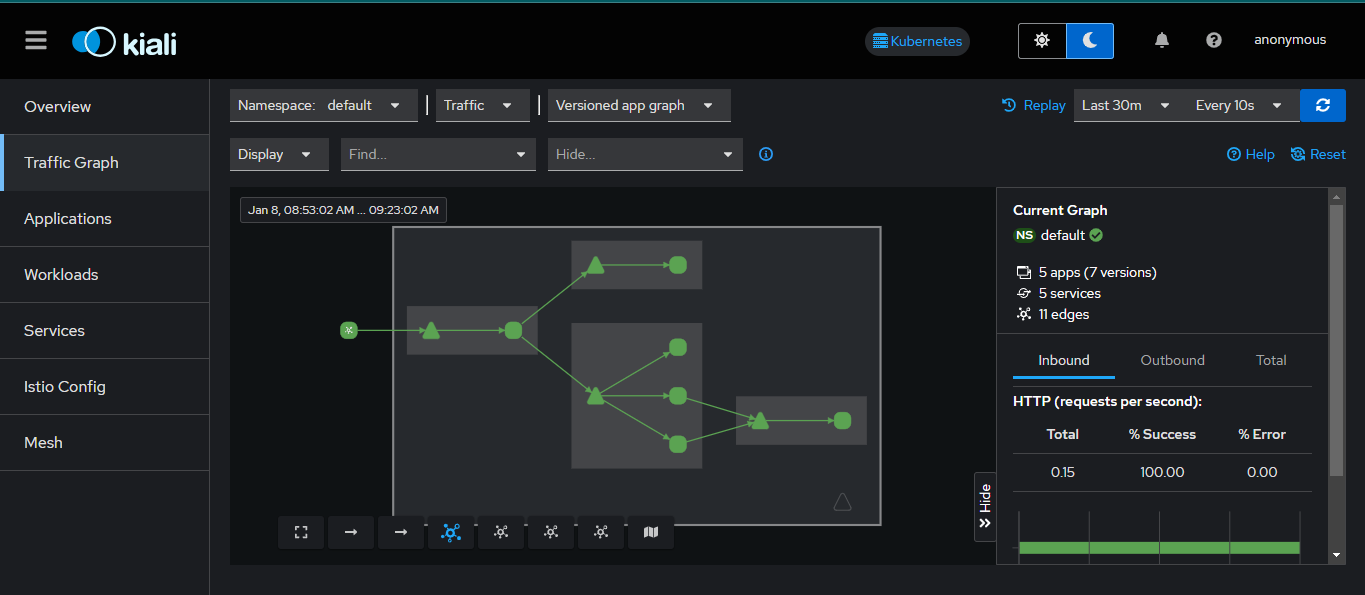 kiali
Kubernetes
anonymous
Overview
Traffic Graph
Applications
Workloads
Services
Istio Config
Mesh
Namespace: default
Traffic
Versioned app graph
Replay
Last 30m
Every 10s
Display
Find...
Hide...
Help
Reset
Jan 8, 08:53:02 AM ... 09:23:02 AM
Hide
Current Graph
NS default
5 apps (7 versions)
5 services
11 edges
Inbound Outbound Total
HTTP (requests per second):
Total % Success % Error
0.15 100.00 0.00